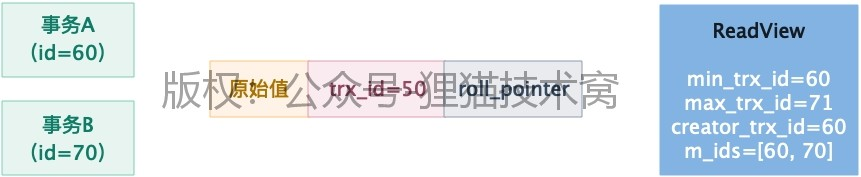 事务A
（id=60）
事务B
（id=70）
原始值
trx_id=50
roll_pointer
版权：公众号 狸猫技术窝
ReadView
min_trx_id=60
max_trx_id=71
creator_trx_id=60
m_ids=[60, 70]